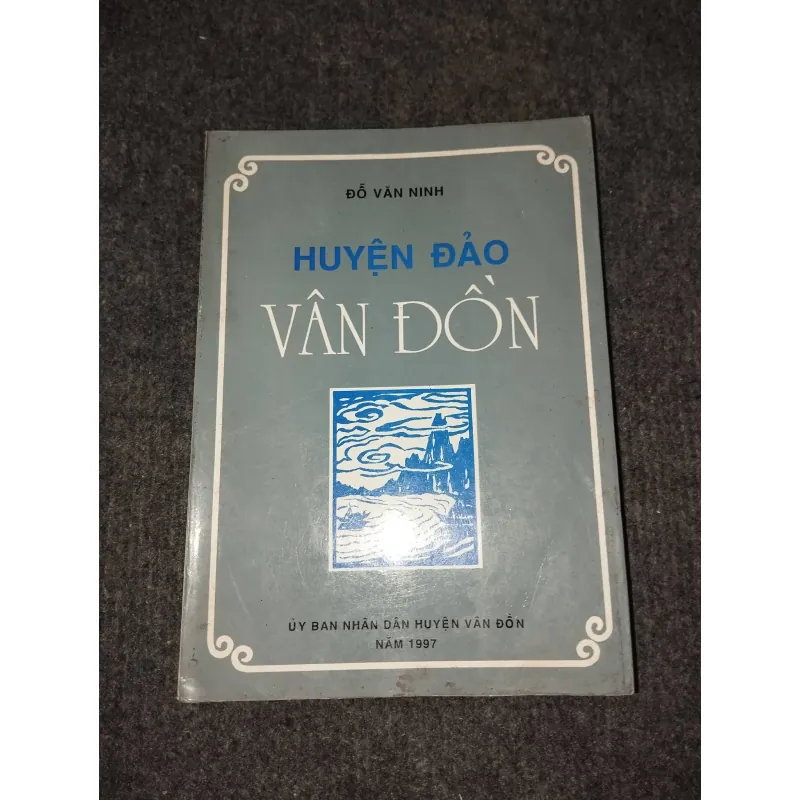 ĐỖ VĂN NINH
HUYỆN ĐẢO
VÂN ĐỒN
ỦY BAN NHÂN DÂN HUYỆN VÂN ĐỒN
NĂM 1997